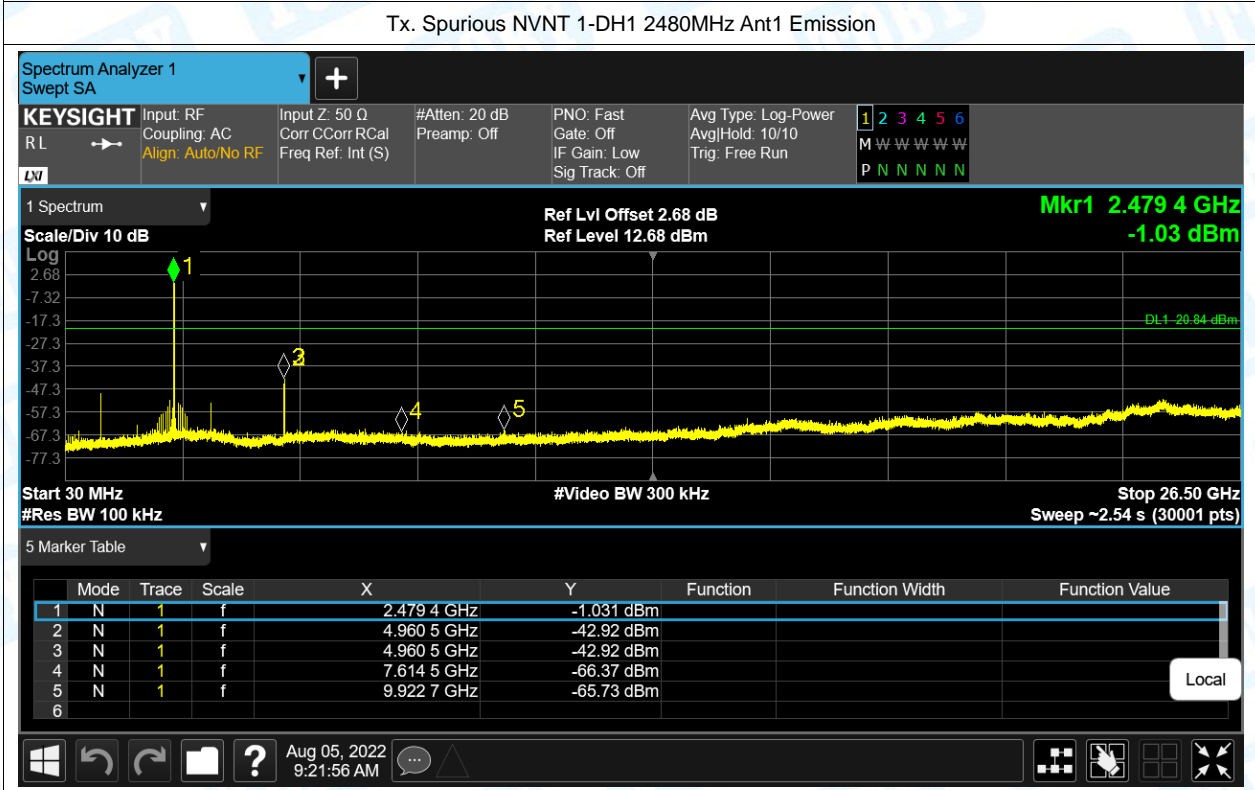 Tx. Spurious NVNT 1-DH1 2480MHz Ant1 Emission
Spectrum Analyzer 1
Swept SA
KEYSIGHT
R L
LXI
Input: RF
Coupling: AC
Align: Auto/No RF
Input Z: 50 Ω
Corr CCorr RCal
Freq Ref: Int (S)
#Atten: 20 dB
Preamp: Off
PNO: Fast
Gate: Off
IF Gain: Low
Sig Track: Off
Avg Type: Log-Power
Avg|Hold: 10/10
Trig: Free Run
1 2 3 4 5 6
M W W W W W
P N N N N N
1 Spectrum
Scale/Div 10 dB
Ref Lvl Offset 2.68 dB
Ref Level 12.68 dBm
Mkr1 2.479 4 GHz
-1.03 dBm
Log
2.68
-7.32
-17.3
-27.3
-37.3
-47.3
-57.3
-67.3
-77.3
1
3
4
5
DL1 -20.84 dBm
Start 30 MHz
#Video BW 300 kHz
Stop 26.50 GHz
#Res BW 100 kHz
Sweep ~2.54 s (30001 pts)
5 Marker Table
Mode Trace Scale X Y Function Function Width Function Value
1 N 1 f 2.479 4 GHz -1.031 dBm
2 N 1 f 4.960 5 GHz -42.92 dBm
3 N 1 f 4.960 5 GHz -42.92 dBm
4 N 1 f 7.614 5 GHz -66.37 dBm
5 N 1 f 9.922 7 GHz -65.73 dBm
6
Local
?
Aug 05, 2022
9:21:56 AM